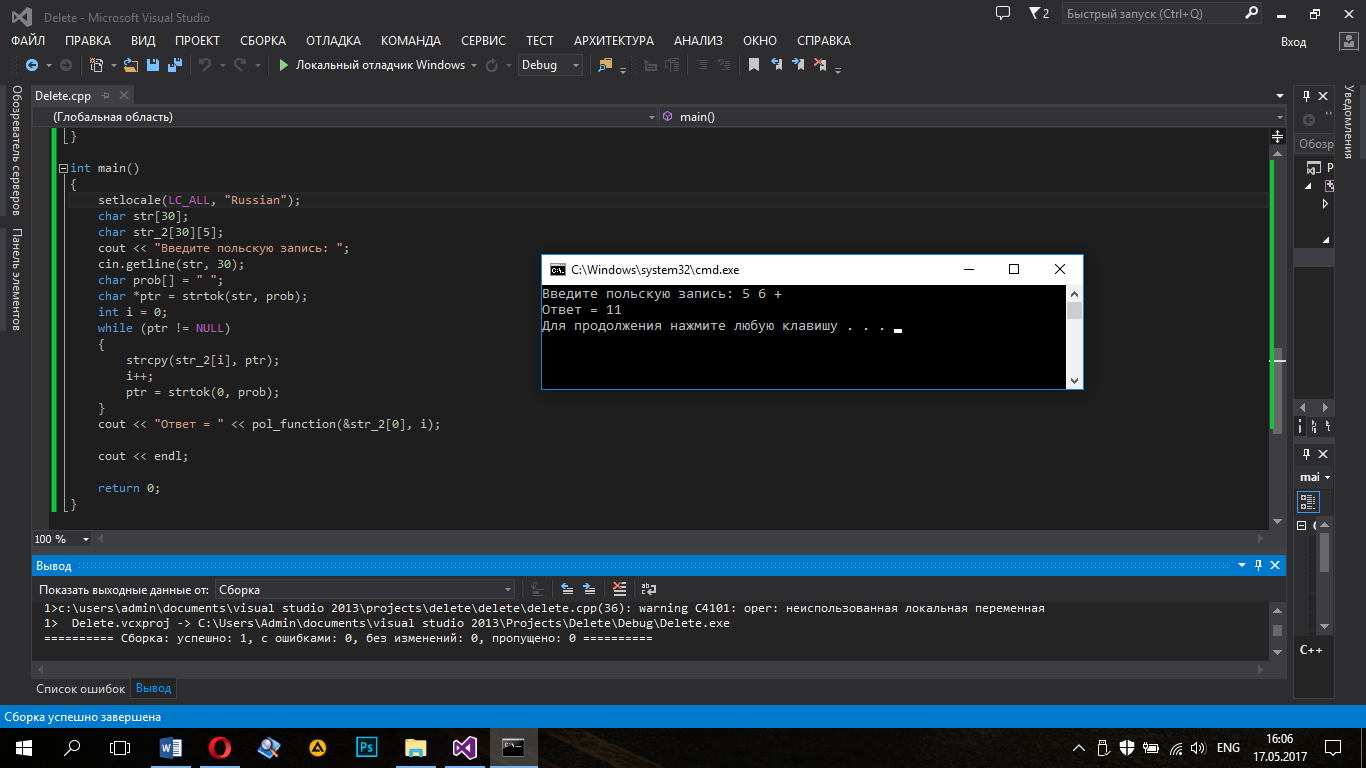 Delete - Microsoft Visual Studio
2
Быстрый запуск (Ctrl+Q)
ФАЙЛ ПРАВКА ВИД ПРОЕКТ СБОРКА ОТЛАДКА КОМАНДА СЕРВИС ТЕСТ АРХИТЕКТУРА АНАЛИЗ ОКНО СПРАВКА
Вход
Локальный отладчик Windows
Debug
Обозреватель серверов
Панель элементов
Delete.cpp
(Глобальная область)
main()
}
int main()
{
setlocale(LC_ALL, "Russian");
char str[30];
char str_2[30][5];
cout << "Введите польскую запись: ";
cin.getline(str, 30);
char prob[] = " ";
char *ptr = strtok(str, prob);
int i = 0;
while (ptr != NULL)
{
strcpy(str_2[i], ptr);
i++;
ptr = strtok(0, prob);
}
cout << "Ответ = " << pol_function(&str_2[0], i);
cout << endl;
return 0;
}
C:\Windows\system32\cmd.exe
Введите польскую запись: 5 6 +
Ответ = 11
Для продолжения нажмите любую клавишу . . .
100 %
Вывод
Показать выходные данные от: Сборка
1>c:\users\admin\documents\visual studio 2013\projects\delete\delete\delete.cpp(36): warning C4101: oper: неиспользованная локальная переменная
1>  Delete.vcxproj -> C:\Users\Admin\documents\visual studio 2013\Projects\Delete\Debug\Delete.exe
========== Сборка: успешно: 1, с ошибками: 0, без изменений: 0, пропущено: 0 ==========
Список ошибок Вывод
Уведомления
Обозр
P
mai
C++
Сборка успешно завершена
Ps
ENG
16:06
17.05.2017